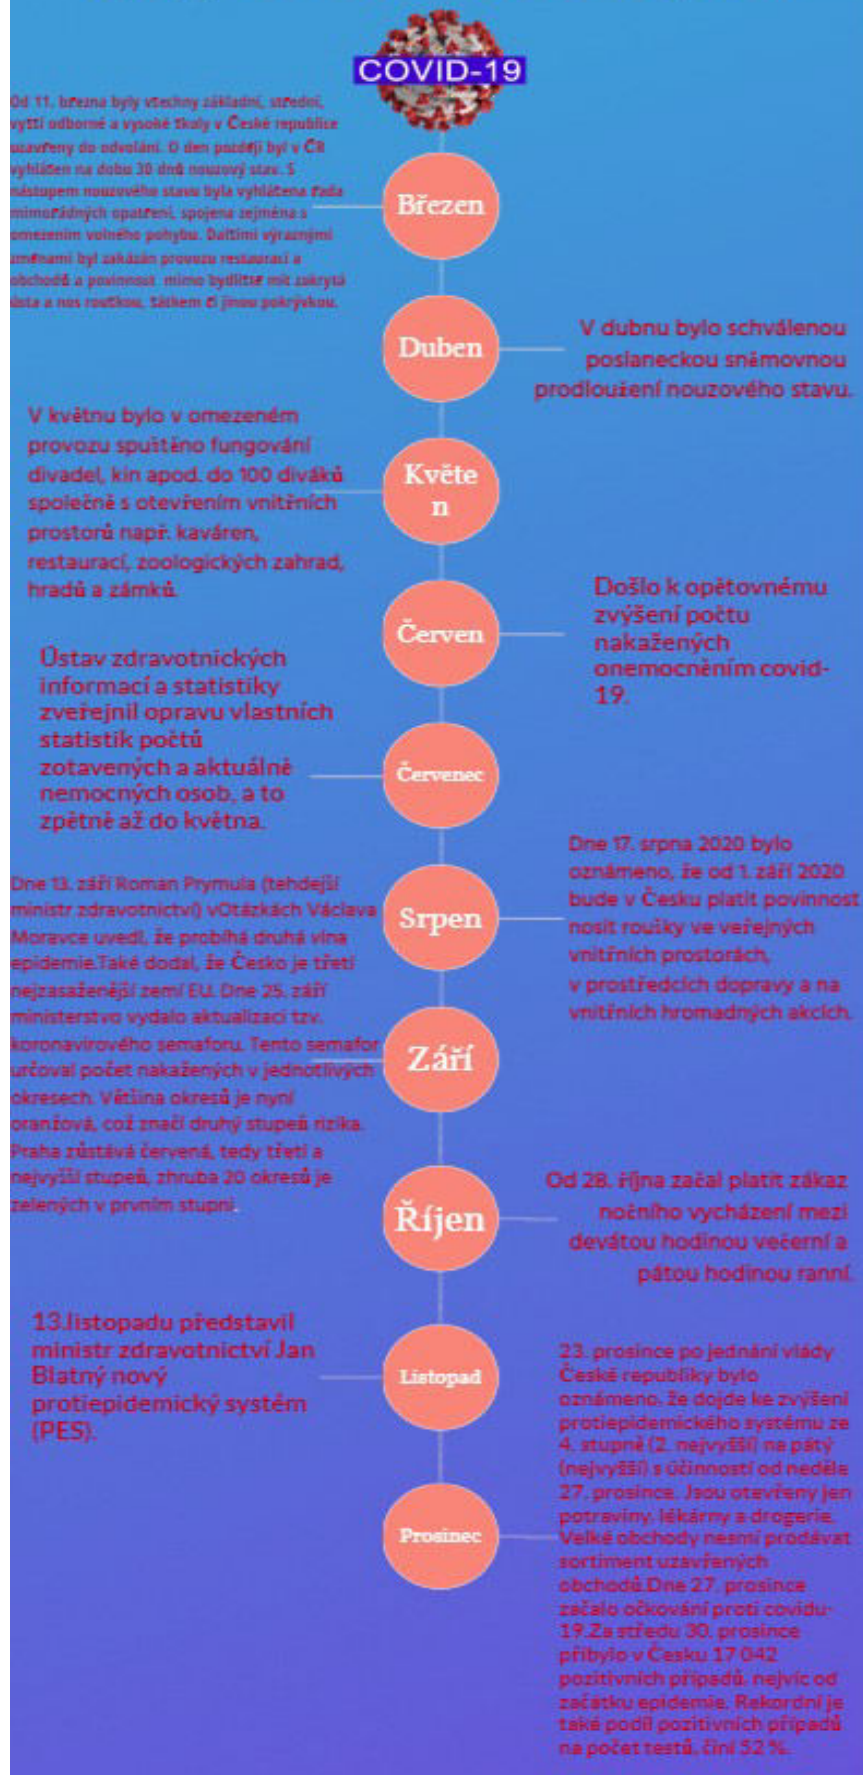 COVID-19
Od 11. března byly všechny základní, střední,
vyšší odborné a vysoké školy v České republice
uzavřeny do odvolání. O den později byl v ČR
vyhlášen na dobu 30 dnů nouzový stav. S
nástupem nouzového stavu byla vyhlášena řada
mimořádných opatření, spojena zejména s
omezením volného pohybu. Dalšími výraznými
změnami byl zakázán provozu restaurací a
obchodů a povinnost mimo bydliště mít zakrytá
ústa a nos rouškou, šátkem či jinou pokrývkou.
Březen
Duben
V dubnu bylo schválenou
poslaneckou sněmovnou
prodloužení nouzového stavu.
V květnu bylo v omezeném
provozu spuštěno fungování
divadel, kin apod. do 100 diváků
společně s otevřením vnitřních
prostorů např. kaváren,
restaurací, zoologických zahrad,
hradů a zámků.
Květe
n
Červen
Došlo k opětovnému
zvýšení počtu
nakažených
onemocněním covid-
19.
Ústav zdravotnických
informací a statistiky
zveřejnil opravu vlastních
statistik počtů
zotavených a aktuálně
nemocných osob, a to
zpětně až do května.
Červenec
Srpen
Dne 17. srpna 2020 bylo
oznámeno, že od 1. září 2020
bude v Česku platit povinnost
nosit roušky ve veřejných
vnitřních prostorách,
v prostředcích dopravy a na
vnitřních hromadných akcích.
Dne 13. září Roman Prymula (tehdejší
ministr zdravotnictví) vOtázkách Václava
Moravce uvedl, že probíhá druhá vlna
epidemie.Také dodal, že Česko je třetí
nejzasaženější zemí EU. Dne 25. září
ministerstvo vydalo aktualizaci tzv.
koronavirového semaforu. Tento semafor
určoval počet nakažených v jednotlivých
okresech. Většina okresů je nyní
oranžová, což značí druhý stupeň rizika.
Praha zůstává červená, tedy třetí a
nejvyšší stupeň, zhruba 20 okresů je
zelených v prvním stupni.
Září
Říjen
Od 28. října začal platit zákaz
nočního vycházení mezi
devátou hodinou večerní a
pátou hodinou ranní.
13.listopadu představil
ministr zdravotnictví Jan
Blatný nový
protiepidemický systém
(PES).
Listopad
Prosinec
23. prosince po jednání vlády
České republiky bylo
oznámeno, že dojde ke zvýšení
protiepidemického systému ze
4. stupně (2. nejvyšší) na pátý
(nejvyšší) s účinností od neděle
27. prosince. Jsou otevřeny jen
potraviny, lékárny a drogerie.
Velké obchody nesmí prodávat
sortiment uzavřených
obchodů.Dne 27. prosince
začalo očkování proti covidu-
19.Za středu 30. prosince
přibylo v Česku 17 042
pozitivních případů, nejvíc od
začátku epidemie. Rekordní je
také podíl pozitivních případů
na počet testů, činí 52 %.